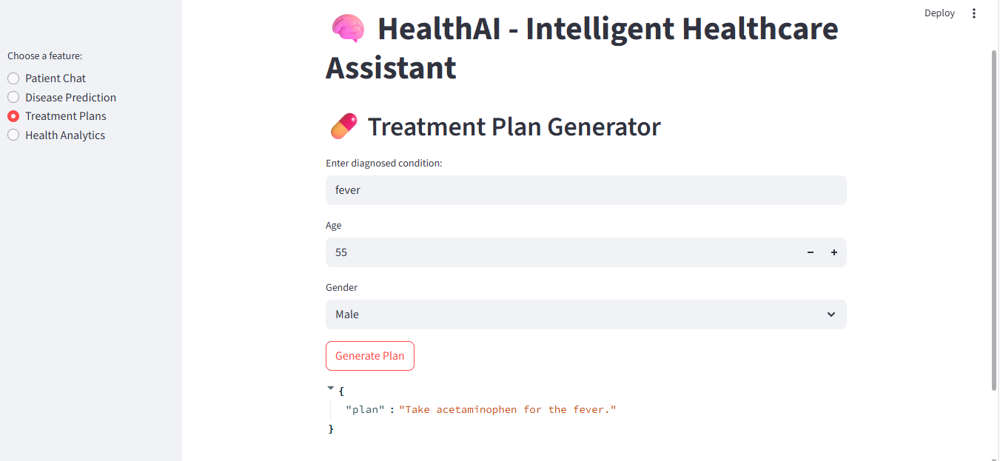 Deploy
Choose a feature:
Patient Chat
Disease Prediction
Treatment Plans
Health Analytics
HealthAI - Intelligent Healthcare
Assistant
Treatment Plan Generator
Enter diagnosed condition:
fever
Age
55
Gender
Male
Generate Plan
{
"plan" : "Take acetaminophen for the fever."
}